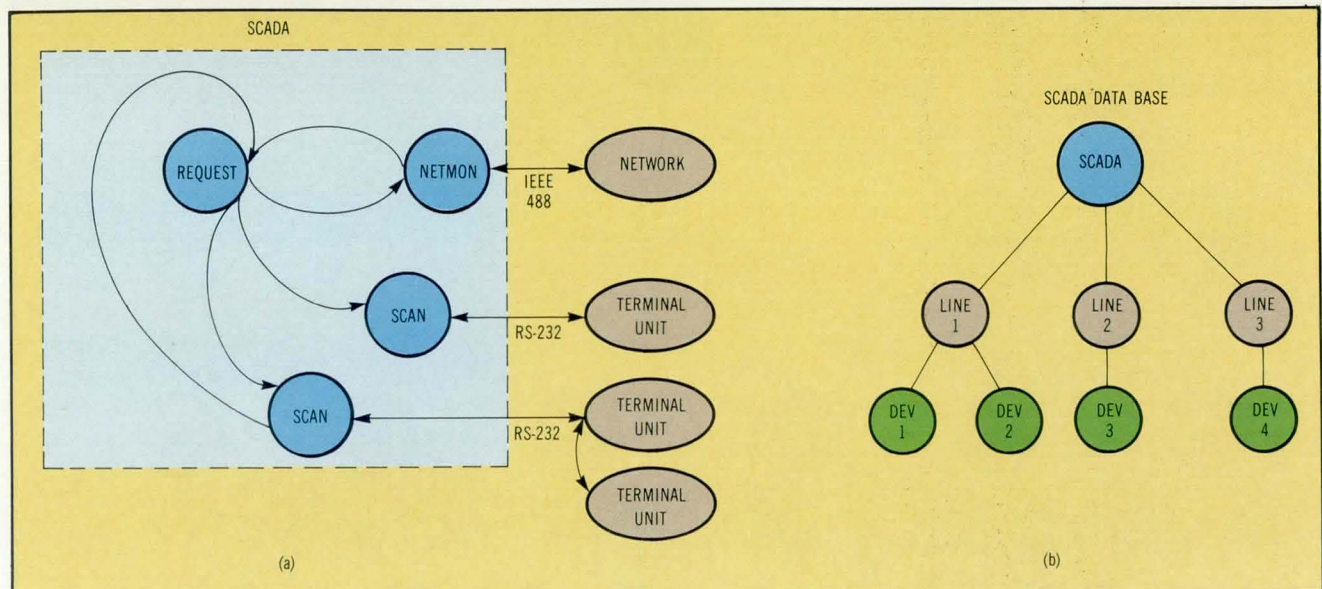 SCADA
REQUEST
NETMON
IEEE
488
NETWORK
SCAN
RS-232
TERMINAL
UNIT
SCAN
RS-232
TERMINAL
UNIT
TERMINAL
UNIT
(a)
SCADA DATA BASE
SCADA
LINE
1
LINE
2
LINE
3
DEV
1
DEV
2
DEV
3
DEV
4
(b)